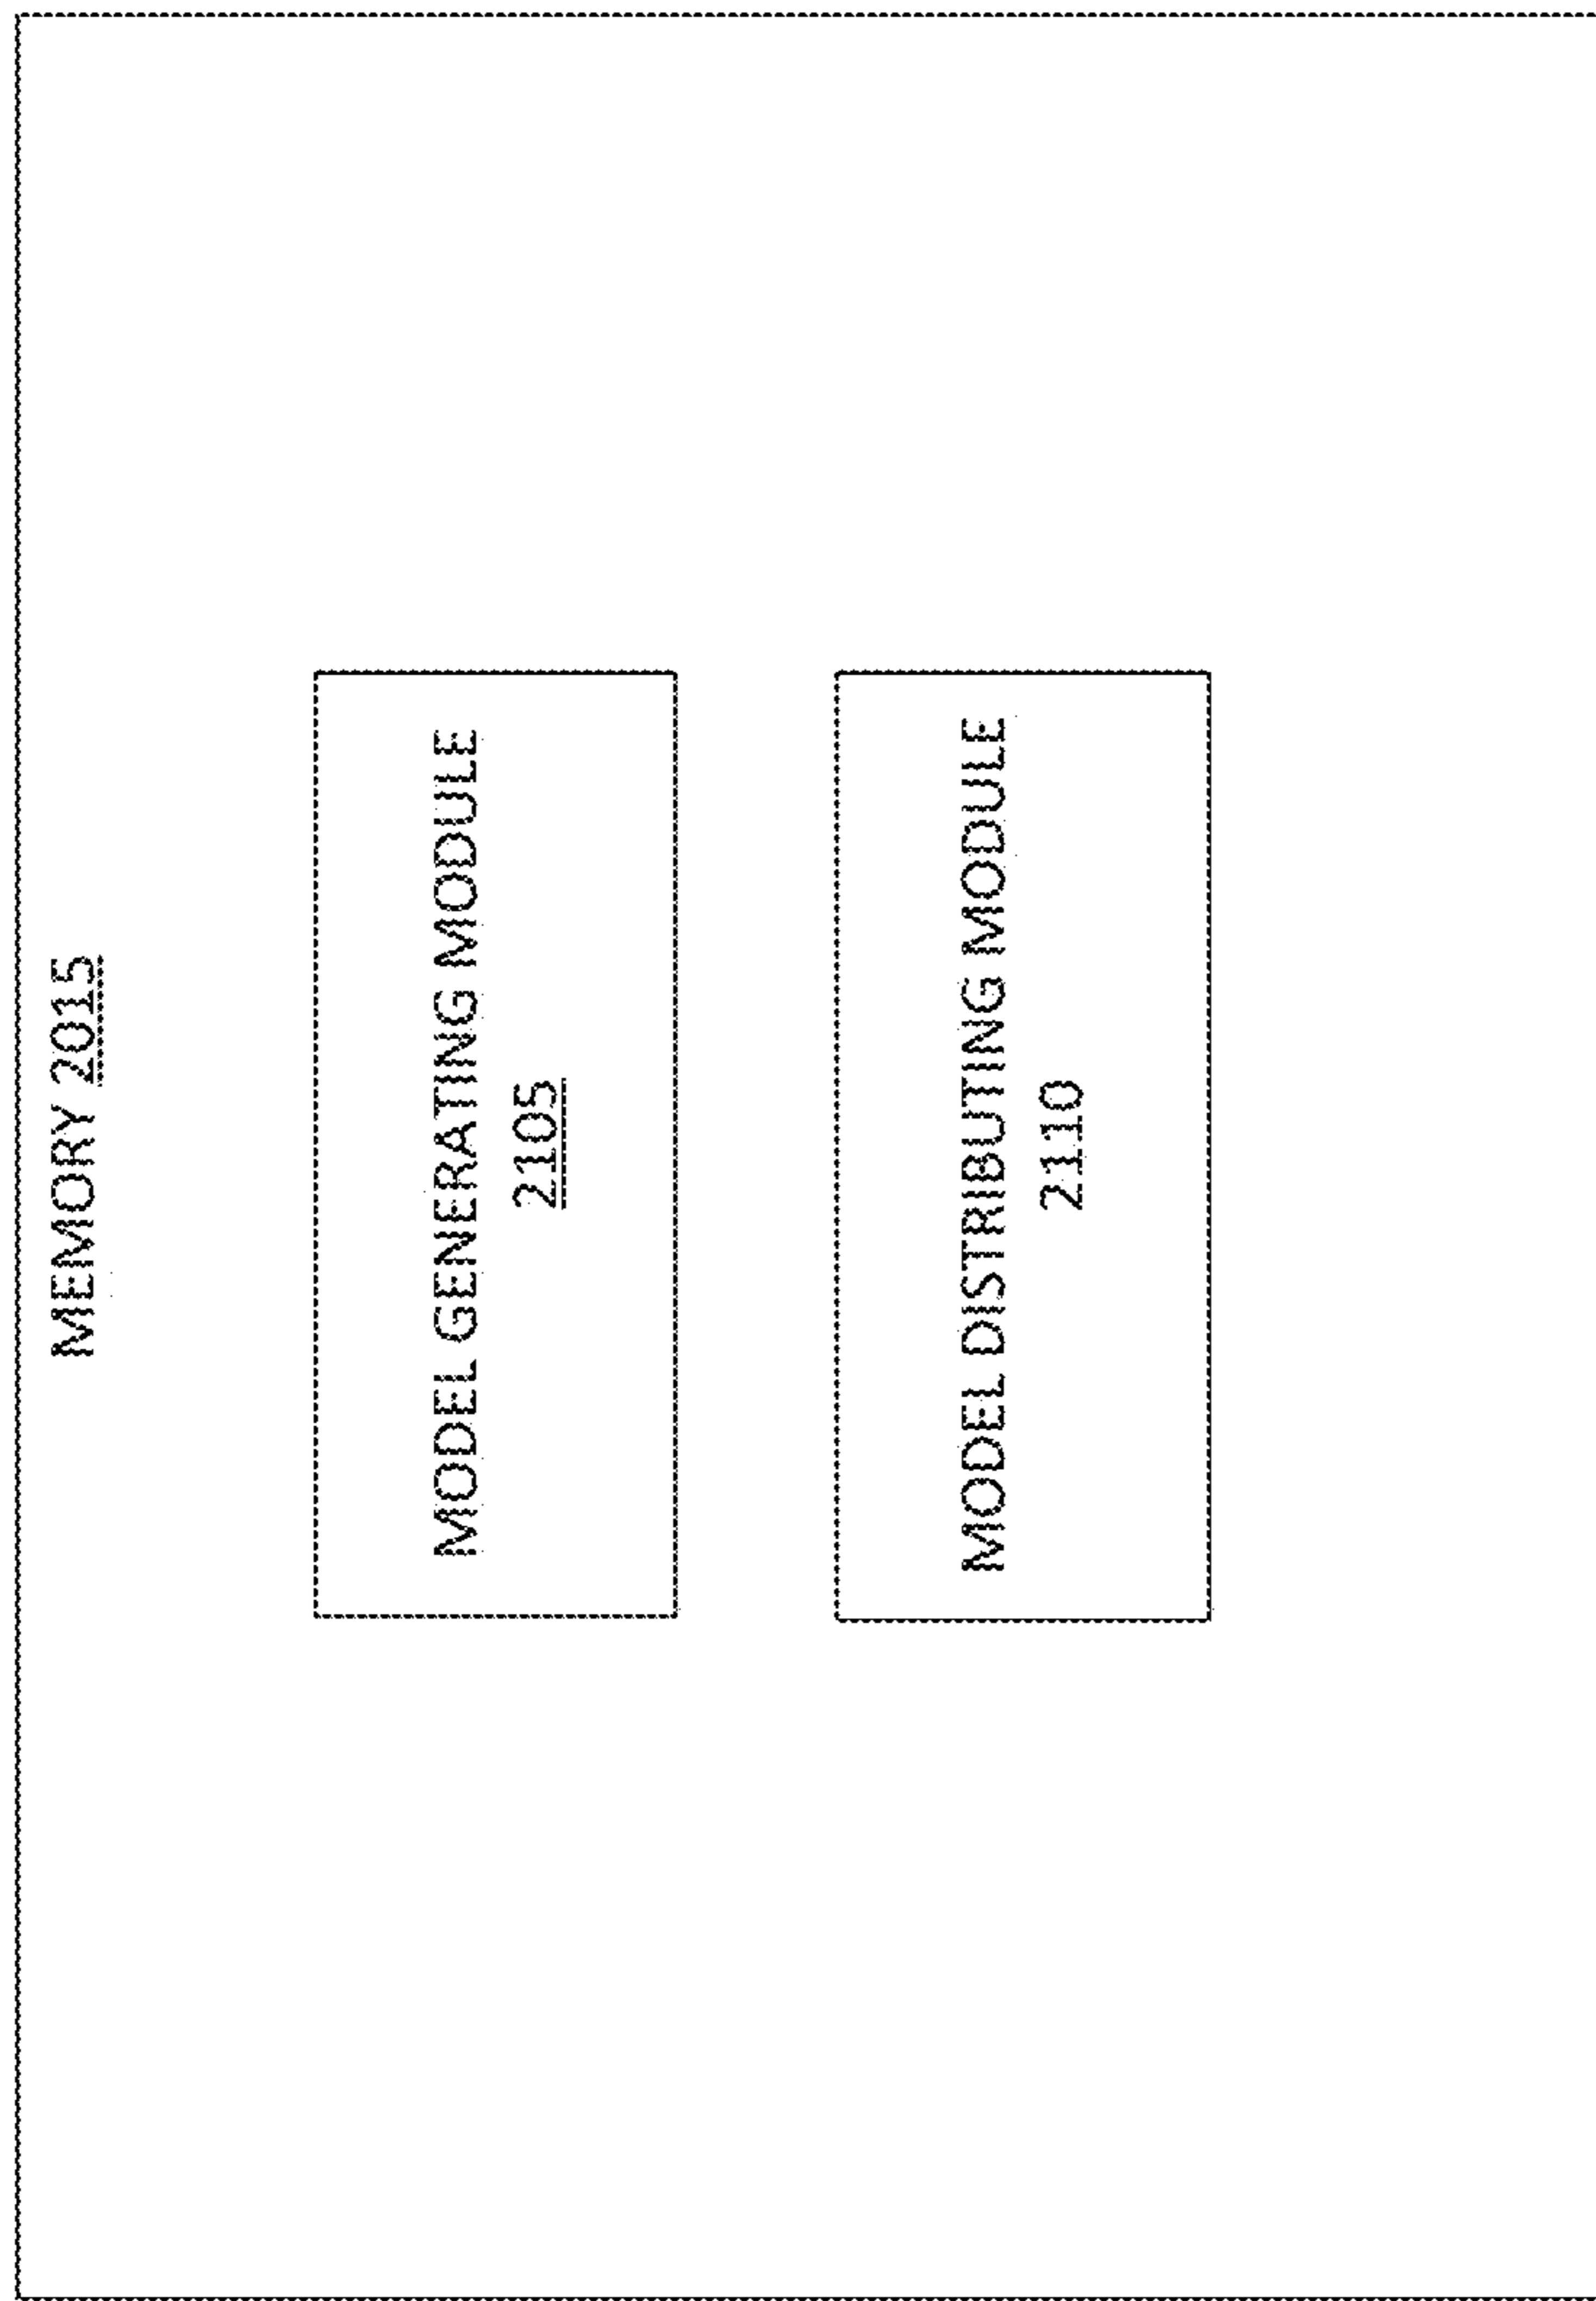 MEMORY 2015
MODEL GENERATING MODULE
2105
MODEL DISTRIBUTING MODULE
2110